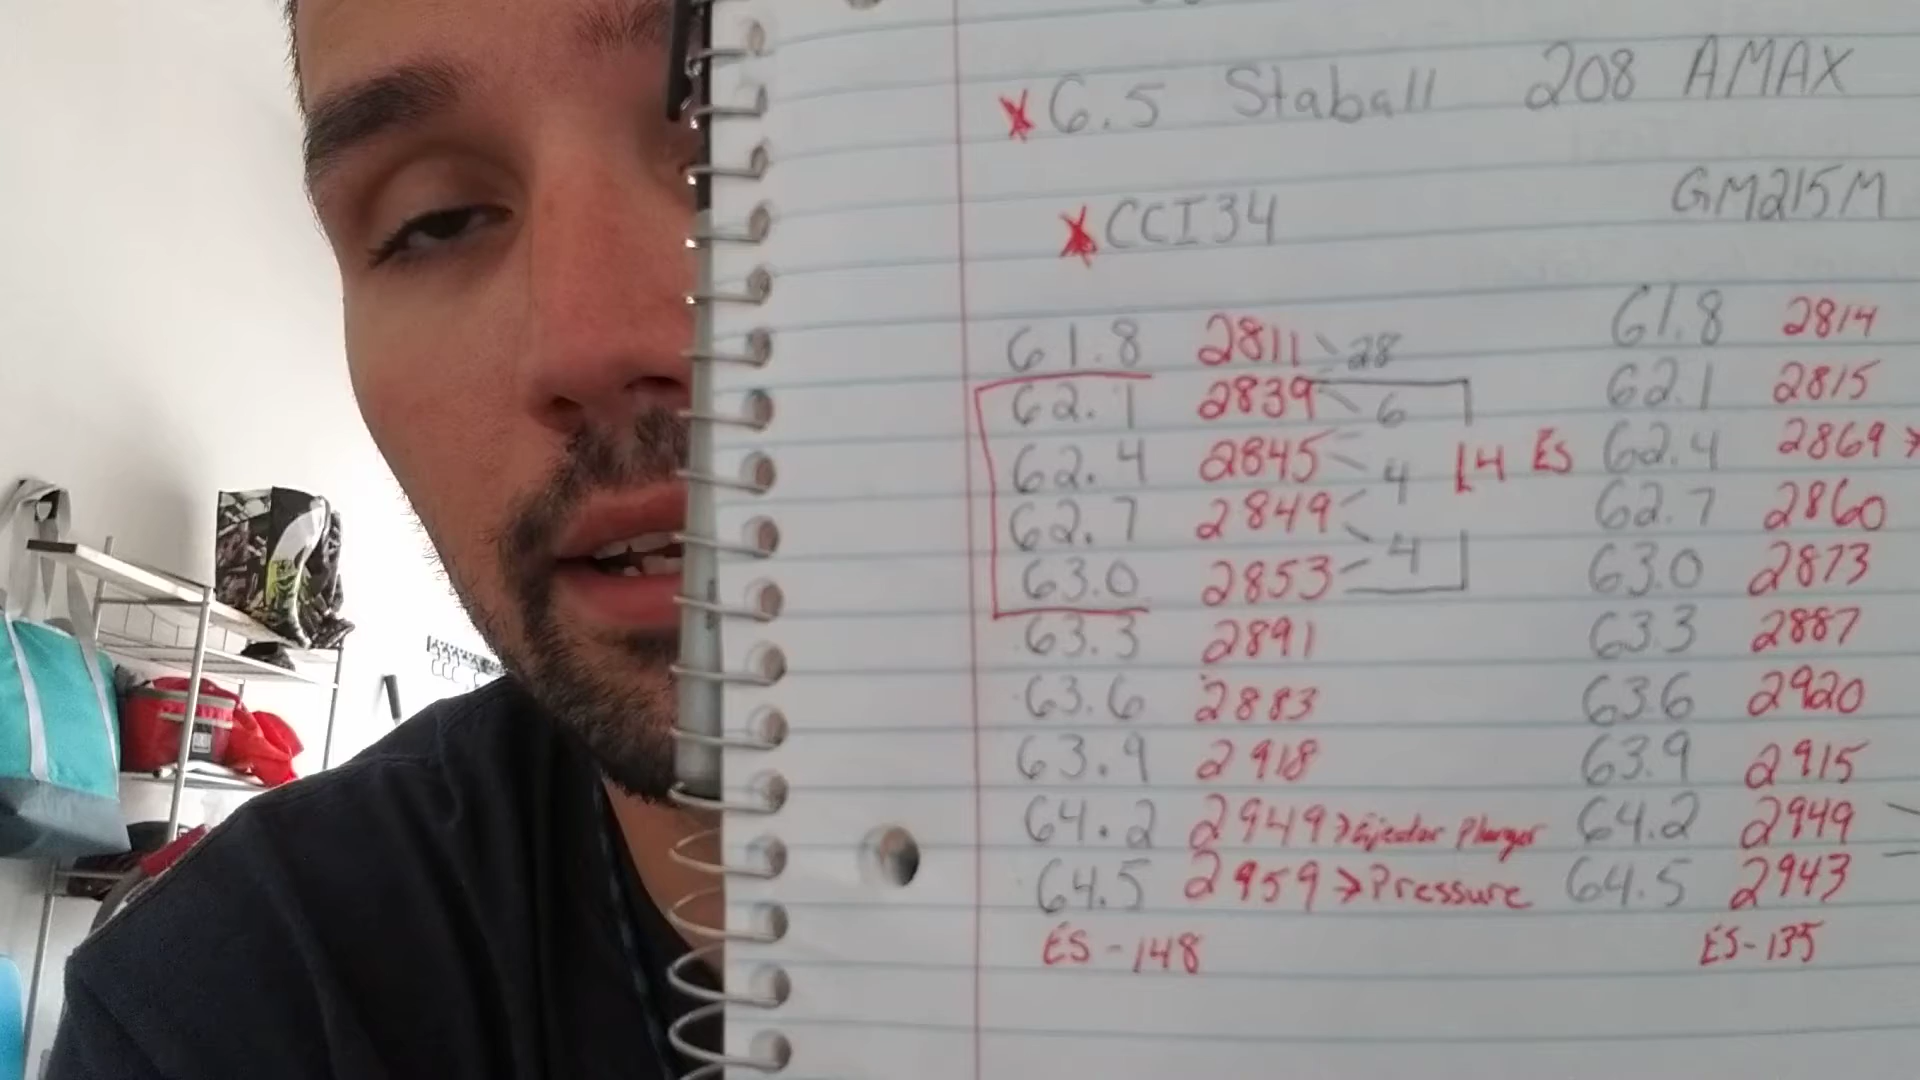 6.5 Staball 208 AMAX
CCI34 GM215M
61.8 2811 28 61.8 2814
62.1 2839 6 62.1 2815
62.4 2845 4 14 ES 62.4 2869 >
62.7 2849 62.7 2860
63.0 2853 4 63.0 2873
63.3 2891 63.3 2887
63.6 2883 63.6 2920
63.9 2918 63.9 2915
64.2 2949 > Ejector Plunger 64.2 2949
64.5 2959 > Pressure 64.5 2943
ES - 148 ES-135